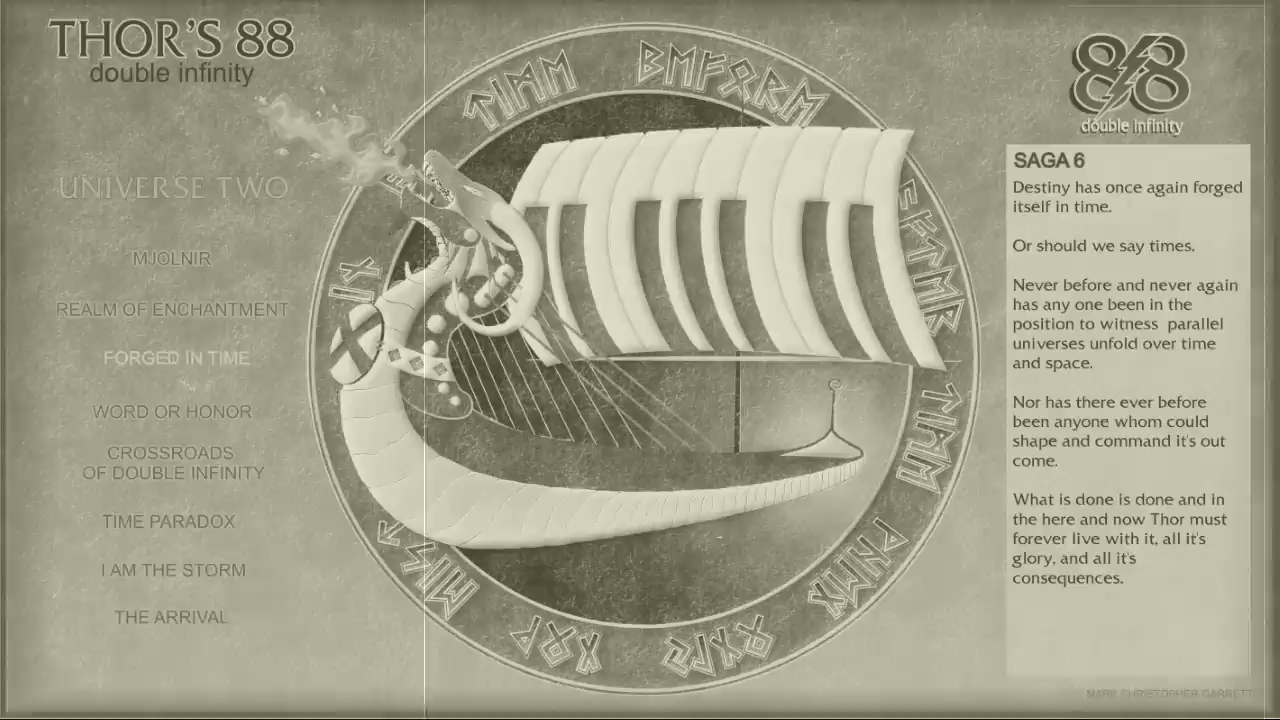 THOR'S 88
double infinity
UNIVERSE TWO
MJOLNIR
REALM OF ENCHANTMENT
FORGED IN TIME
WORD OR HONOR
CROSSROADS
OF DOUBLE INFINITY
TIME PARADOX
I AM THE STORM
THE ARRIVAL
88
double infinity
SAGA 6
Destiny has once again forged
itself in time.
Or should we say times.
Never before and never again
has any one been in the
position to witness parallel
universes unfold over time
and space.
Nor has there ever before
been anyone whom could
shape and command it's out
come.
What is done is done and in
the here and now Thor must
forever live with it, all it's
glory, and all it's
consequences.
MARK CHRISTOPHER GARRETT